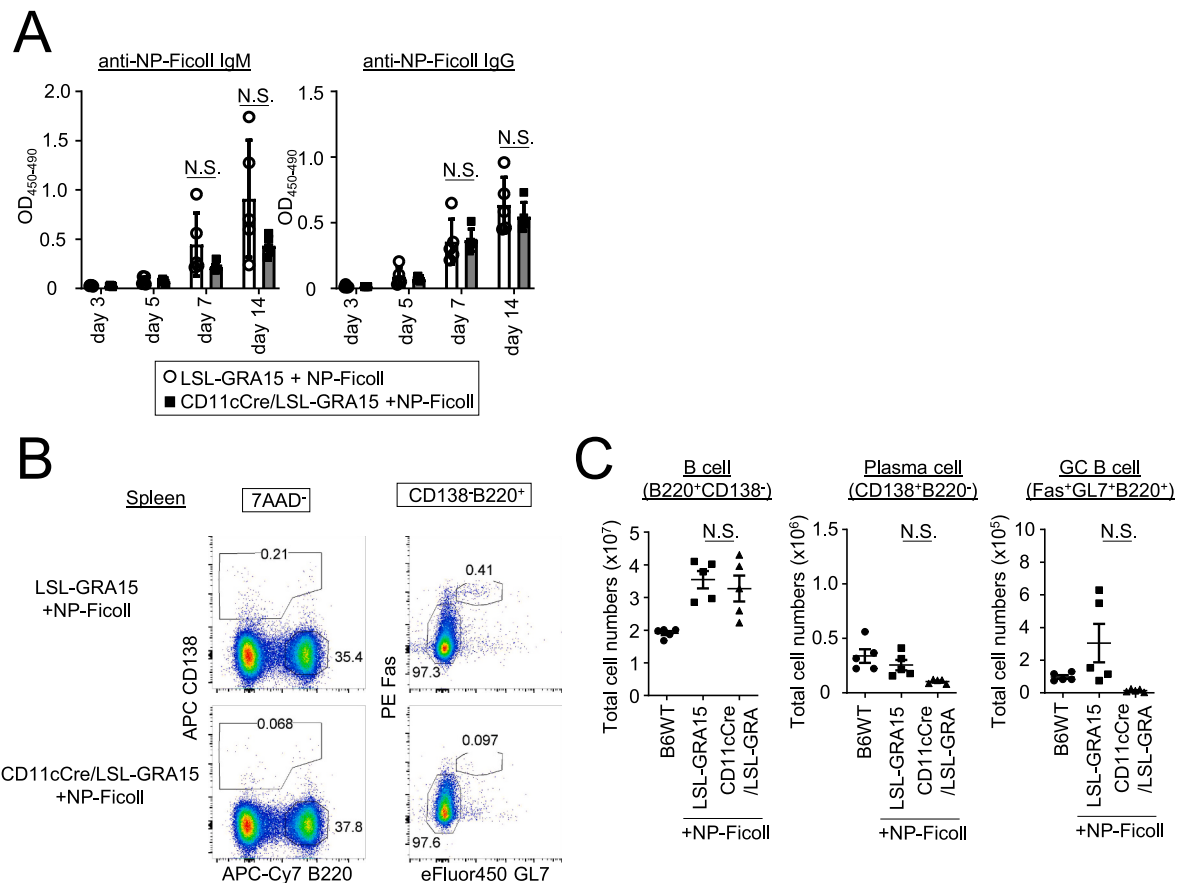 A
anti-NP-Ficoll IgM
anti-NP-Ficoll IgG
OD450-490
2.0
1.5
1.0
0.5
0
N.S.
N.S.
day 3
day 5
day 7
day 14
OD450-490
1.5
1.0
0.5
0
N.S.
N.S.
day 3
day 5
day 7
day 14
LSL-GRA15 + NP-Ficoll
CD11cCre/LSL-GRA15 +NP-Ficoll
B
Spleen
7AAD-
CD138-B220+
LSL-GRA15
+NP-Ficoll
0.21
35.4
0.41
97.3
CD11cCre/LSL-GRA15
+NP-Ficoll
0.068
37.8
0.097
97.6
APC CD138
PE Fas
APC-Cy7 B220
eFluor450 GL7
C
B cell
(B220+CD138-)
Total cell numbers (x10⁷)
5
4
3
2
1
0
N.S.
B6WT
LSL-GRA15
CD11cCre
/LSL-GRA
+NP-Ficoll
Plasma cell
(CD138+B220-)
Total cell numbers (x10⁶)
1.5
1.0
0.5
0
N.S.
B6WT
LSL-GRA15
CD11cCre
/LSL-GRA
+NP-Ficoll
GC B cell
(Fas+GL7+B220+)
Total cell numbers (x10⁵)
10
8
6
4
2
0
N.S.
B6WT
LSL-GRA15
CD11cCre
/LSL-GRA
+NP-Ficoll